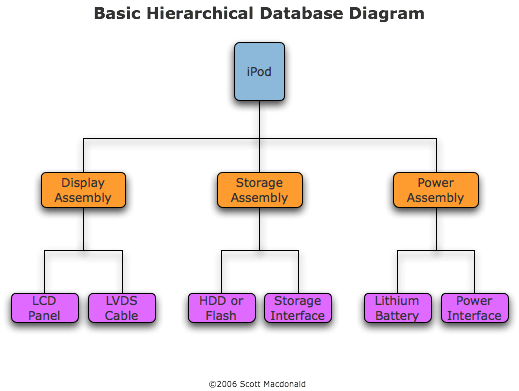 Basic Hierarchical Database Diagram
iPod
Display
Assembly
Storage
Assembly
Power
Assembly
LCD
Panel
LVDS
Cable
HDD or
Flash
Storage
Interface
Lithium
Battery
Power
Interface
©2006 Scott Macdonald